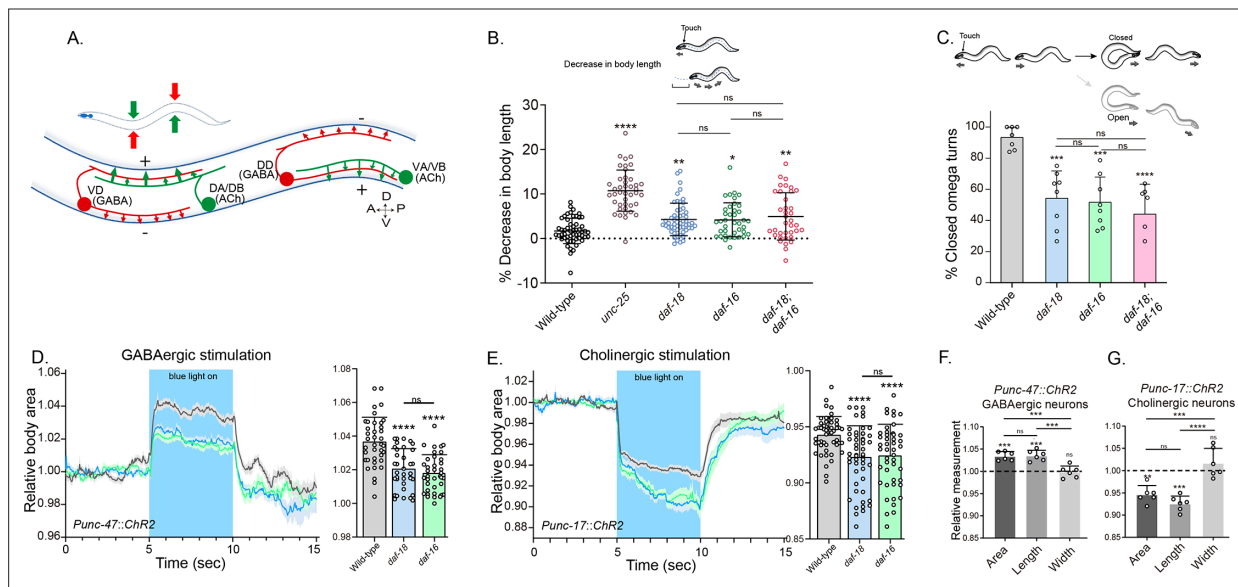 A.
+
-
VD
(GABA)
DA/DB
(ACh)
DD
(GABA)
VA/VB
(ACh)
+
D
A P
V
B.
Touch
Decrease in body length
ns
ns
ns
****
**
*
**
% Decrease in body length
30
20
10
0
-10
Wild-type
unc-25
daf-18
daf-16
daf-18;
daf-16
C.
Touch
Closed
Open
ns
ns
ns
***
***
****
% Closed omega turns
100
80
60
40
20
0
Wild-type
daf-18
daf-16
daf-18;
daf-16
D.
GABAergic stimulation
blue light on
Relative body area
1.06
1.04
1.02
1.00
0.98
0.96
Punc-47::ChR2
0 5 10 15
Time (sec)
1.08
1.06
1.04
1.02
1.00
0.98
ns
****
****
Wild-type
daf-18
daf-16
E.
Cholinergic stimulation
blue light on
Relative body area
1.02
1.00
0.98
0.96
0.94
0.92
0.90
0.88
Punc-17::ChR2
0 5 10 15
Time (sec)
1.00
0.95
0.90
0.85
ns
****
****
Wild-type
daf-18
daf-16
F.
Punc-47::ChR2
GABAergic neurons
***
ns
***
***
***
ns
Relative measurement
1.10
1.05
1.00
0.95
0.90
0.85
Area
Length
Width
G.
Punc-17::ChR2
Cholinergic neurons
***
ns
****
**
***
ns
1.10
1.05
1.00
0.95
0.90
0.85
Area
Length
Width